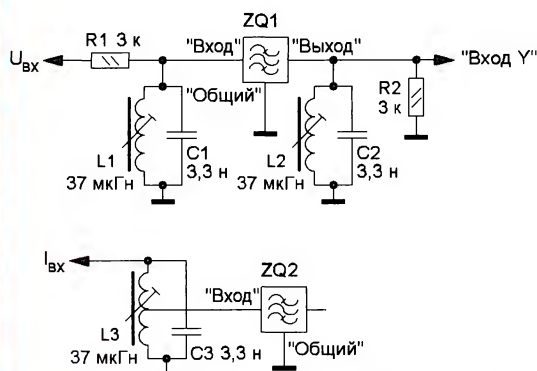 ZQ1
R1 3 к
"Вход"
"Выход"
Uвх
"Вход Y"
"Общий"
R2
3 к
L1
C1
3,3 н
37 мкГн
L2
C2
3,3 н
37 мкГн
Iвх
ZQ2
"Вход"
L3
37 мкГн
C3 3,3 н
"Общий"